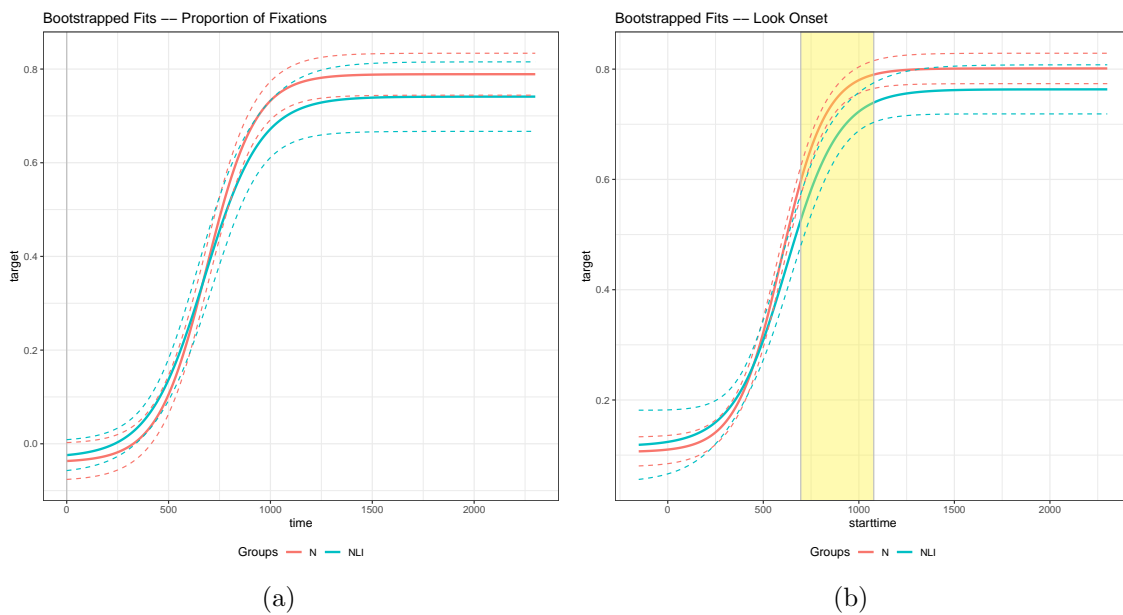 Bootstrapped Fits −− Proportion of Fixations
0.8
0.6
0.4
0.2
0.0
target
0 500 1000 1500 2000
time
Groups N NLI
(a)
Bootstrapped Fits −− Look Onset
0.8
0.6
0.4
0.2
target
0 500 1000 1500 2000
starttime
Groups N NLI
(b)